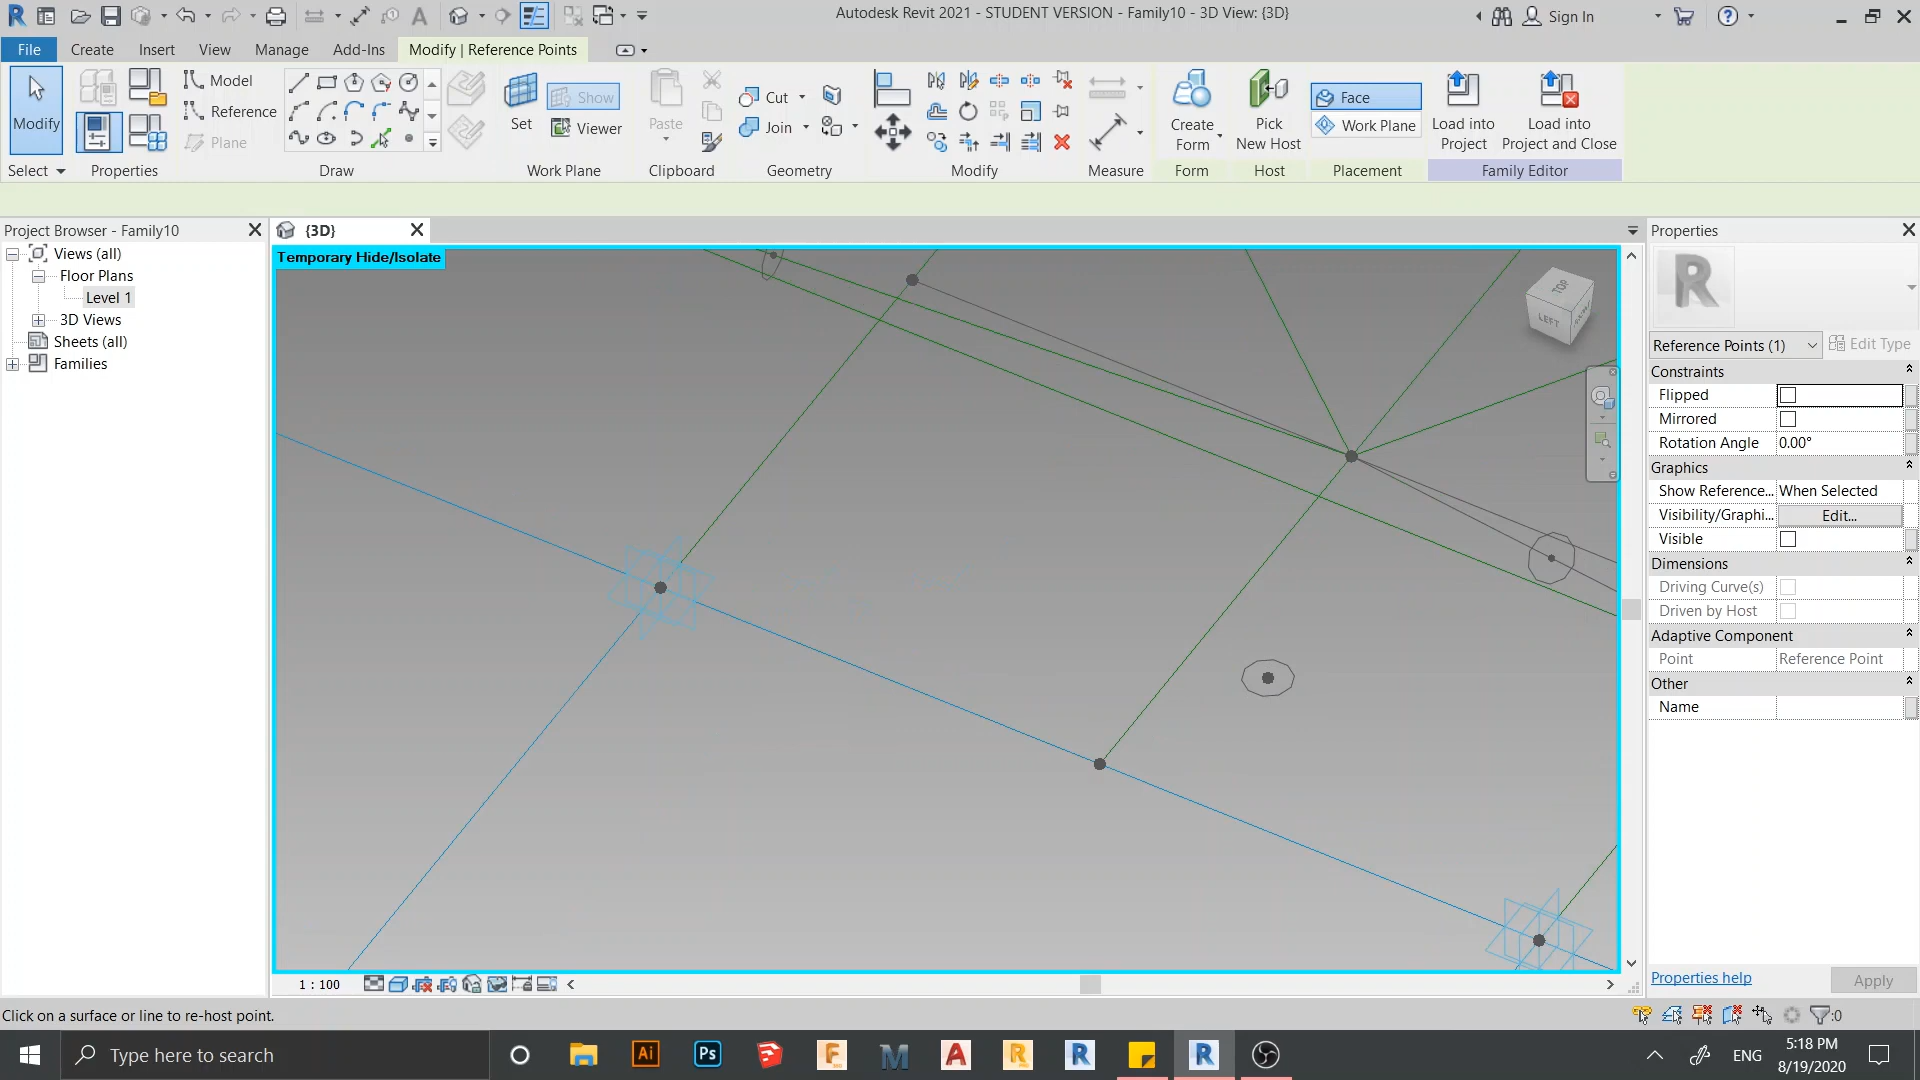 Autodesk Revit 2021 - STUDENT VERSION - Family10 - 3D View: {3D}
Sign In
File
Create
Insert
View
Manage
Add-Ins
Modify | Reference Points
Modify
Model
Reference
Plane
Set
Show
Viewer
Paste
Cut
Join
Create
Form
Pick
New Host
Face
Work Plane
Load into
Project
Load into
Project and Close
Select
Properties
Draw
Work Plane
Clipboard
Geometry
Modify
Measure
Form
Host
Placement
Family Editor
Project Browser - Family10
Views (all)
Floor Plans
Level 1
3D Views
Sheets (all)
Families
{3D}
Temporary Hide/Isolate
TOP
LEFT
Properties
Reference Points (1)
Edit Type
Constraints
Flipped
Mirrored
Rotation Angle 0.00°
Graphics
Show Reference... When Selected
Visibility/Graphi... Edit...
Visible
Dimensions
Driving Curve(s)
Driven by Host
Adaptive Component
Point Reference Point
Other
Name
Properties help
Apply
1 : 100
Click on a surface or line to re-host point.
:0
Type here to search
ENG
5:18 PM
8/19/2020